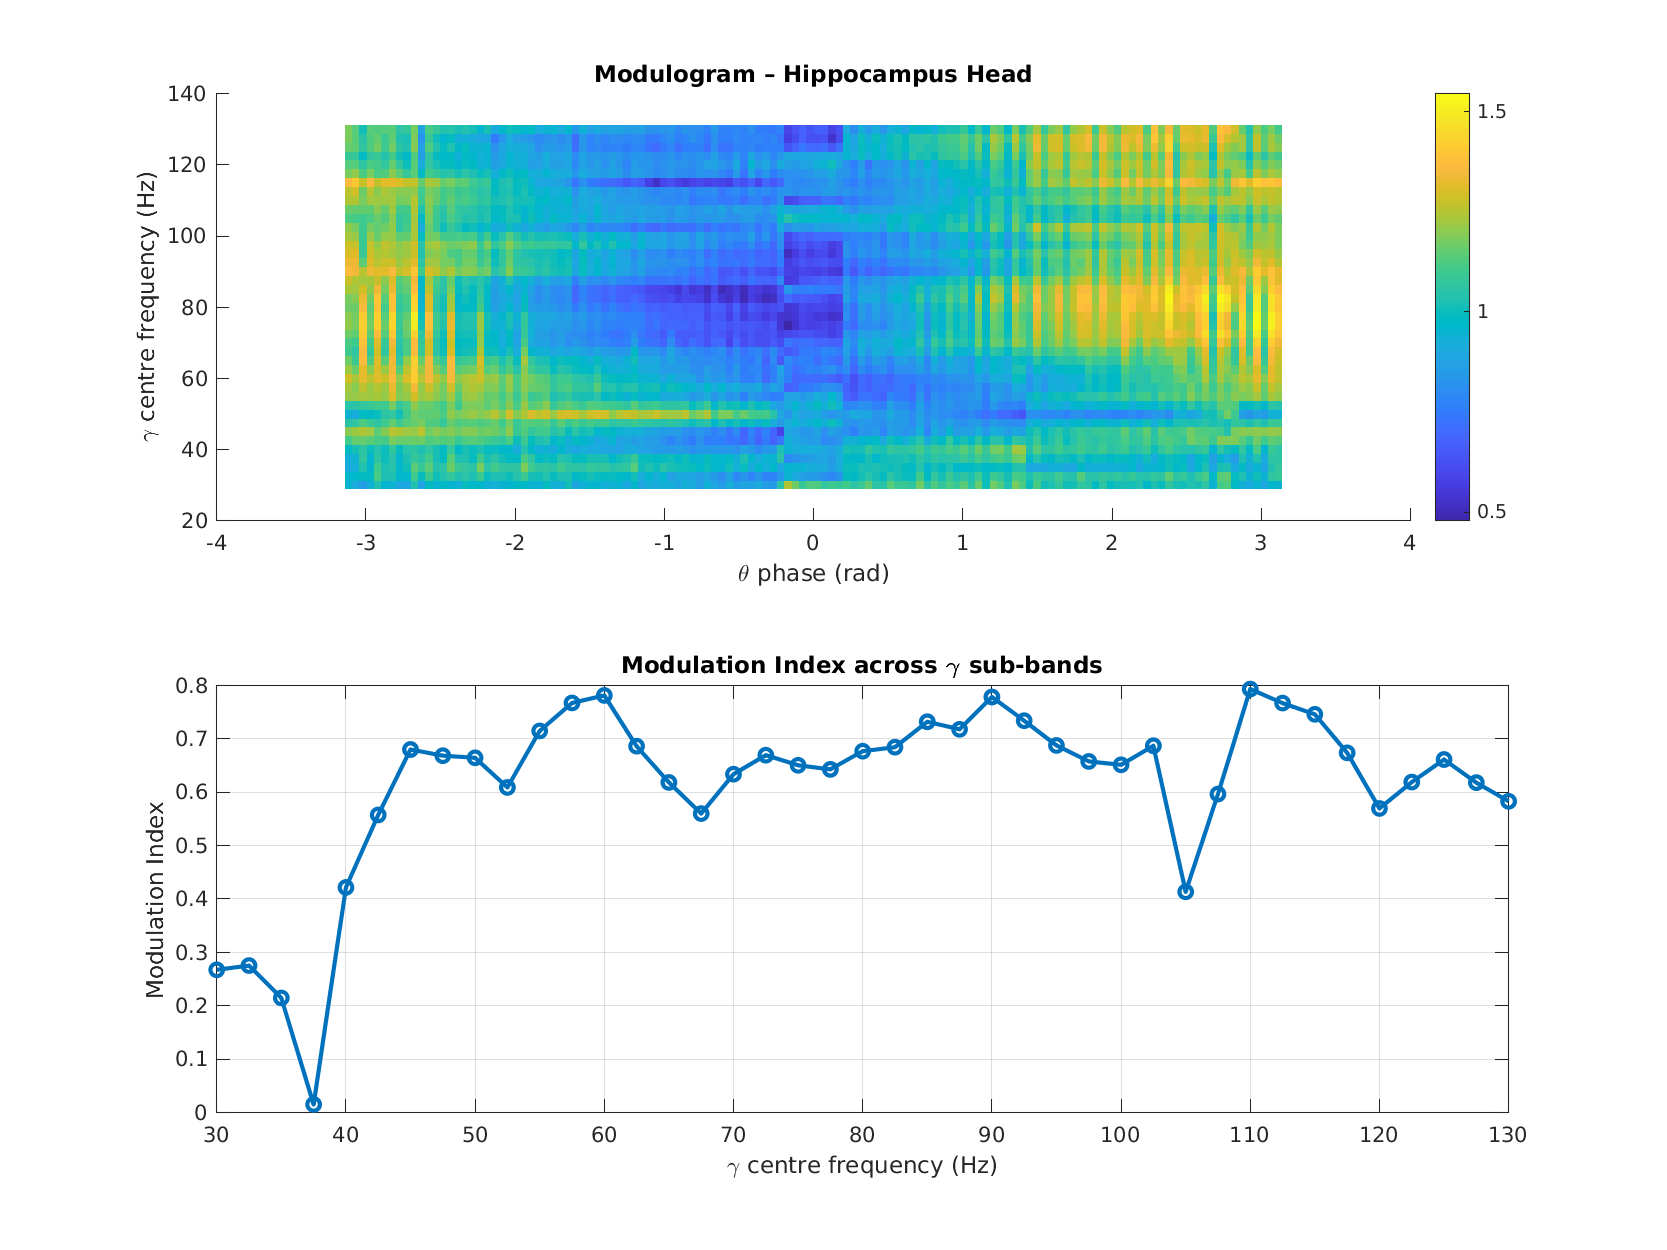 Modulogram – Hippocampus Head
140
120
100
80
60
40
20
γ centre frequency (Hz)
-4 -3 -2 -1 0 1 2 3 4
θ phase (rad)
1.5
1
0.5
Modulation Index across γ sub-bands
0.8
0.7
0.6
0.5
0.4
0.3
0.2
0.1
0
Modulation Index
30 40 50 60 70 80 90 100 110 120 130
γ centre frequency (Hz)